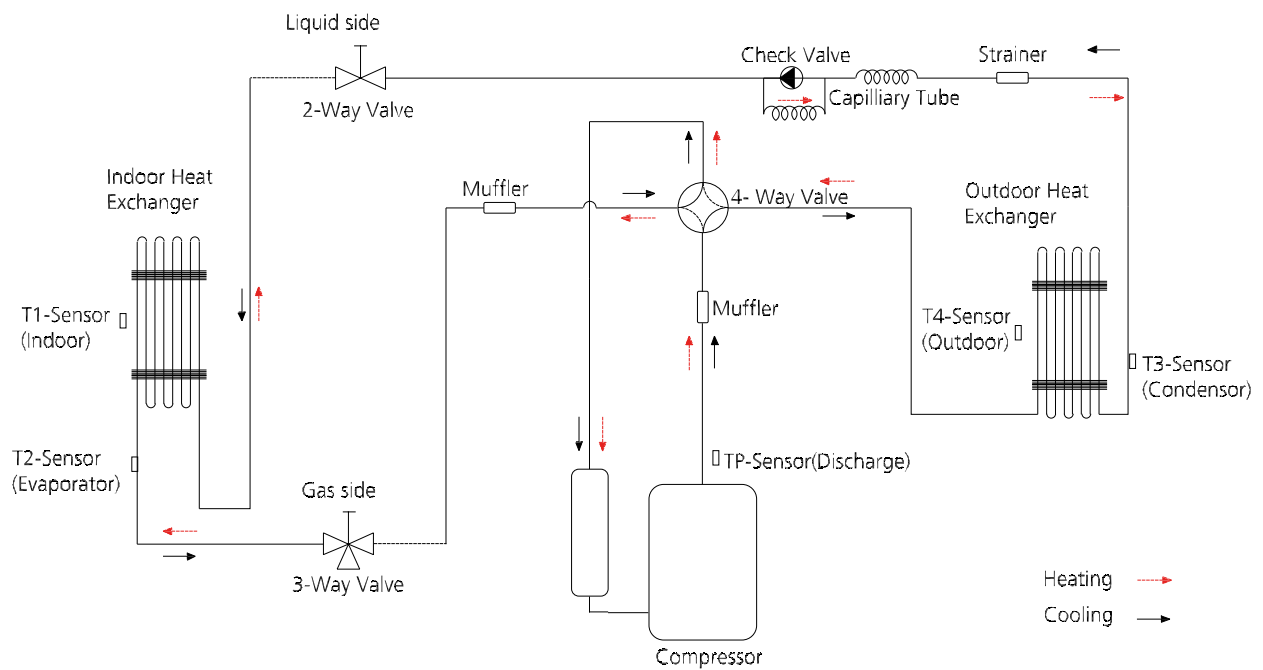 Liquid side
2-Way Valve
Check Valve
Capilliary Tube
Strainer
Indoor Heat
Exchanger
Muffler
4- Way Valve
Outdoor Heat
Exchanger
T1-Sensor
(Indoor)
Muffler
T4-Sensor
(Outdoor)
T3-Sensor
(Condensor)
T2-Sensor
(Evaporator)
TP-Sensor(Discharge)
Gas side
3-Way Valve
Heating
Cooling
Compressor